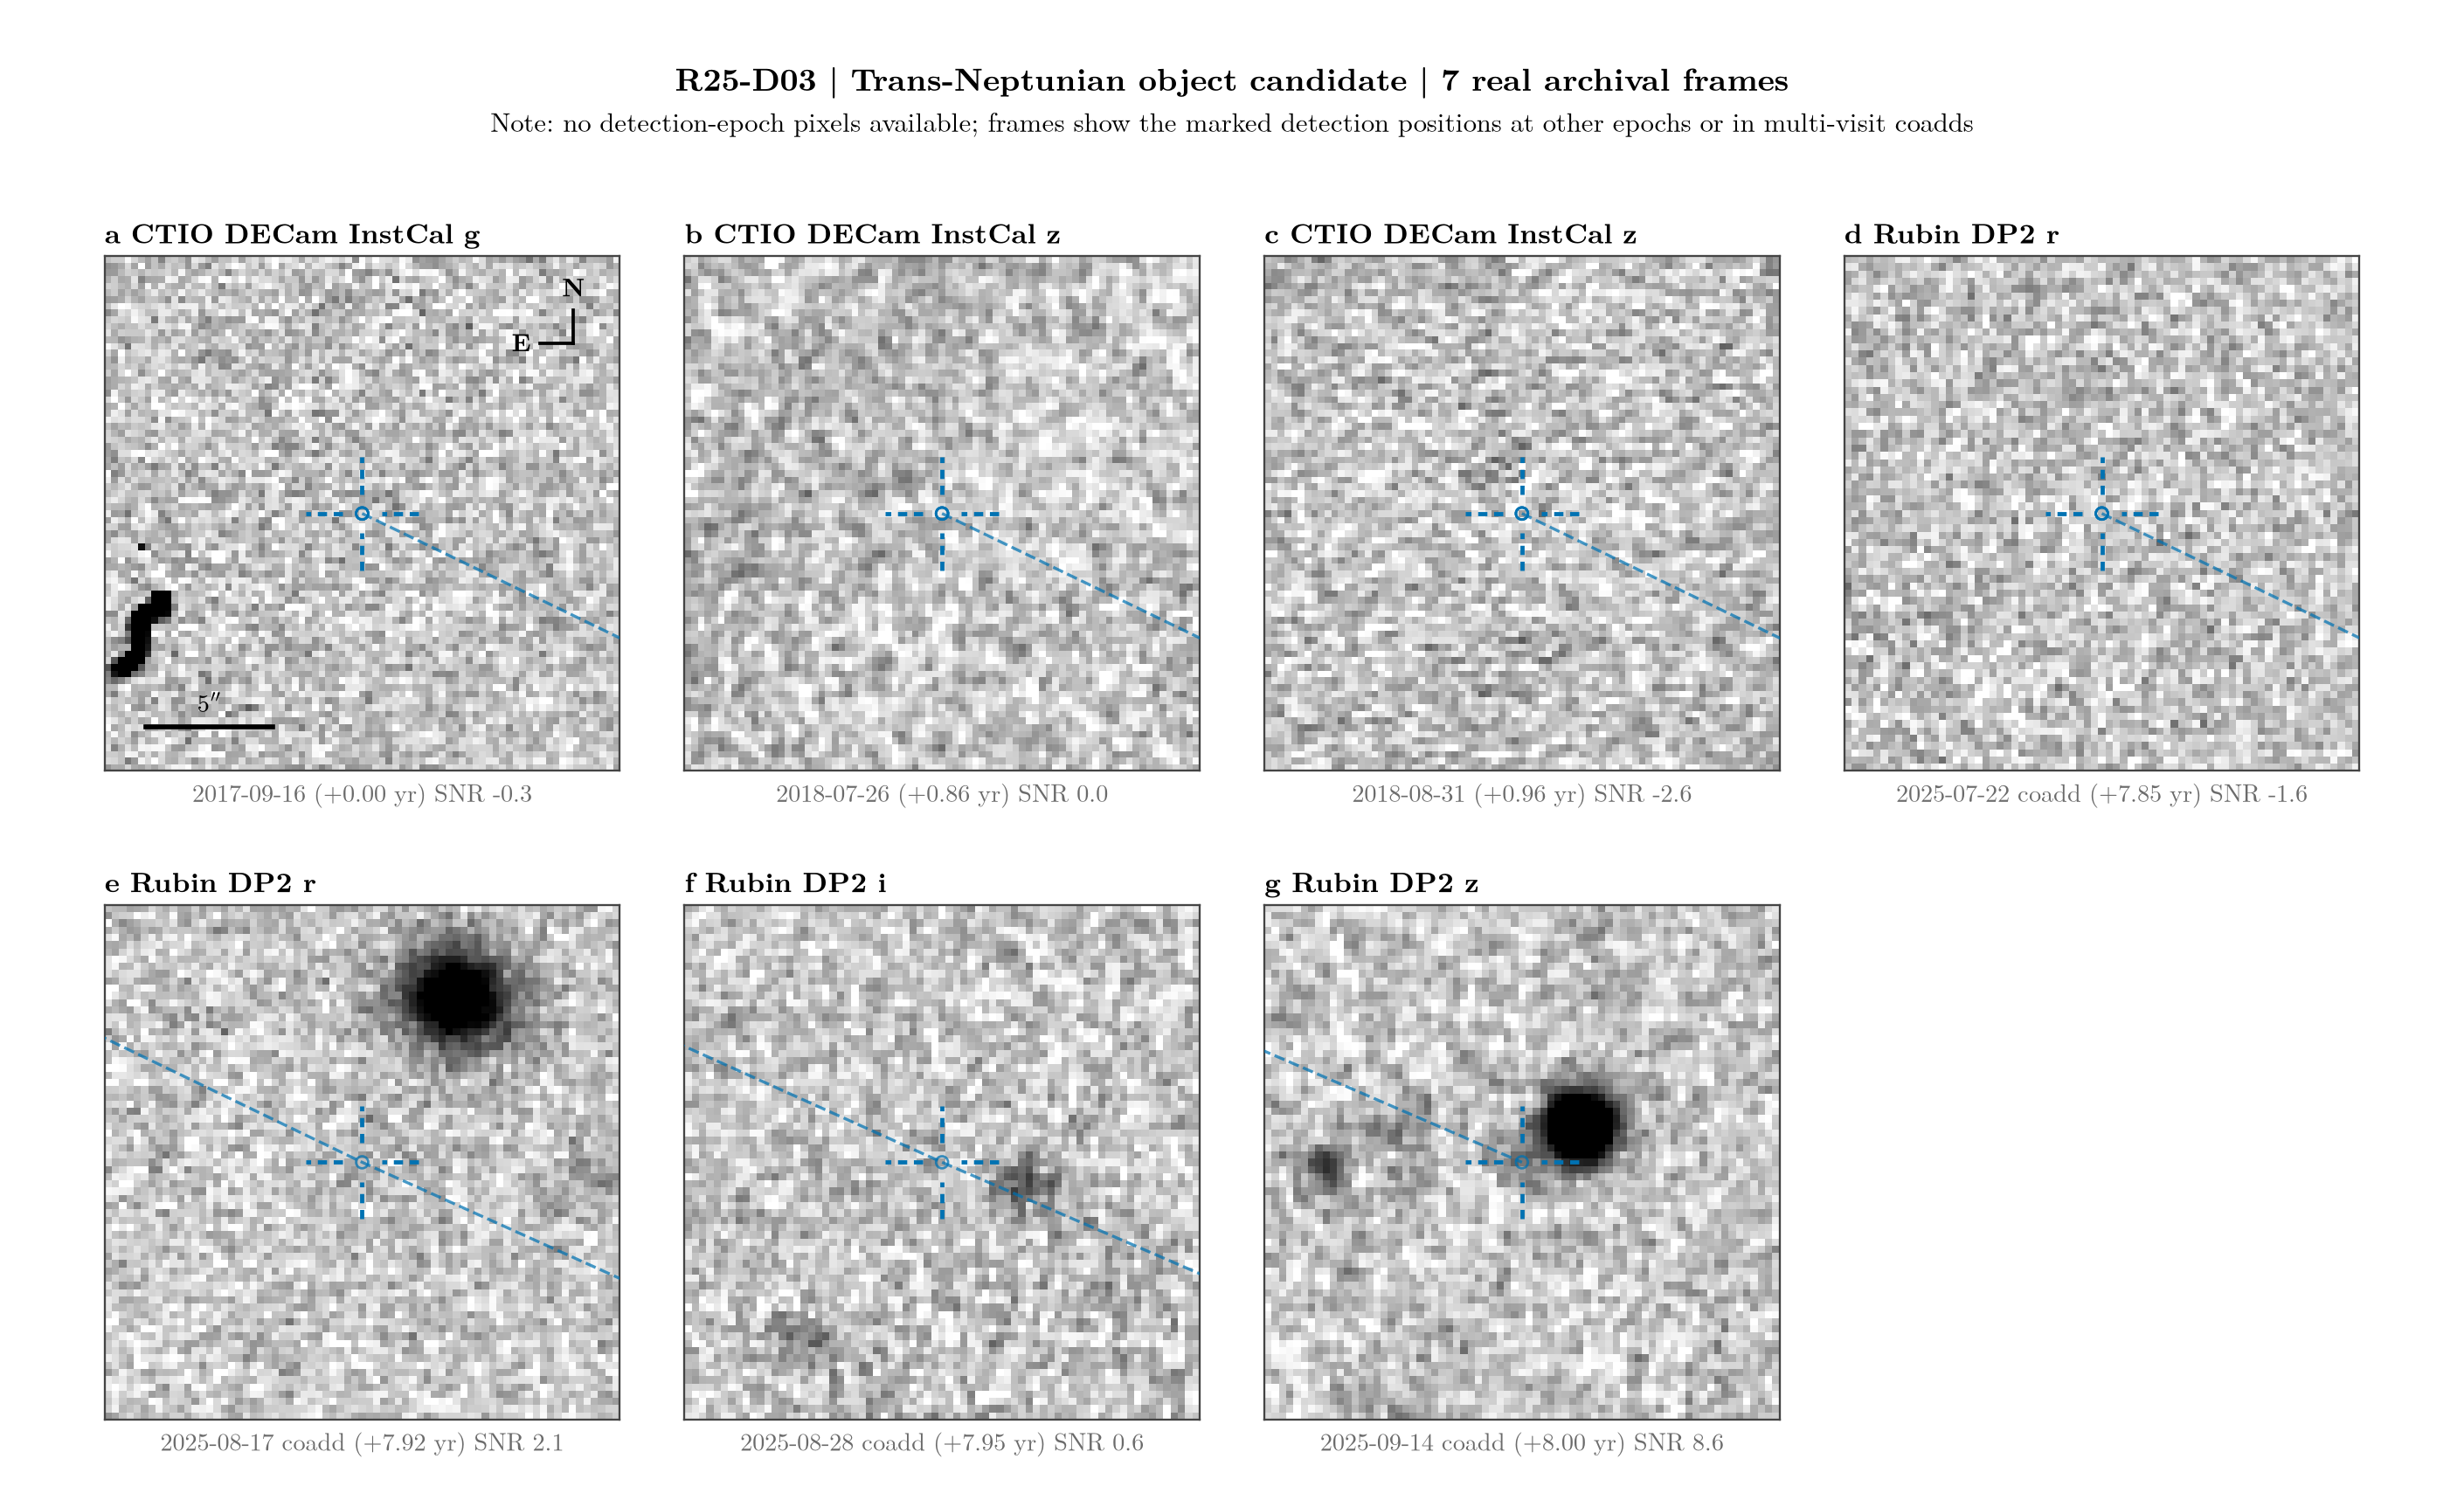 R25-D03 | Trans-Neptunian object candidate | 7 real archival frames
Note: no detection-epoch pixels available; frames show the marked detection positions at other epochs or in multi-visit coadds
a CTIO DECam InstCal g
b CTIO DECam InstCal z
c CTIO DECam InstCal z
d Rubin DP2 r
N
E
5″
2017-09-16 (+0.00 yr) SNR -0.3
2018-07-26 (+0.86 yr) SNR 0.0
2018-08-31 (+0.96 yr) SNR -2.6
2025-07-22 coadd (+7.85 yr) SNR -1.6
e Rubin DP2 r
f Rubin DP2 i
g Rubin DP2 z
2025-08-17 coadd (+7.92 yr) SNR 2.1
2025-08-28 coadd (+7.95 yr) SNR 0.6
2025-09-14 coadd (+8.00 yr) SNR 8.6